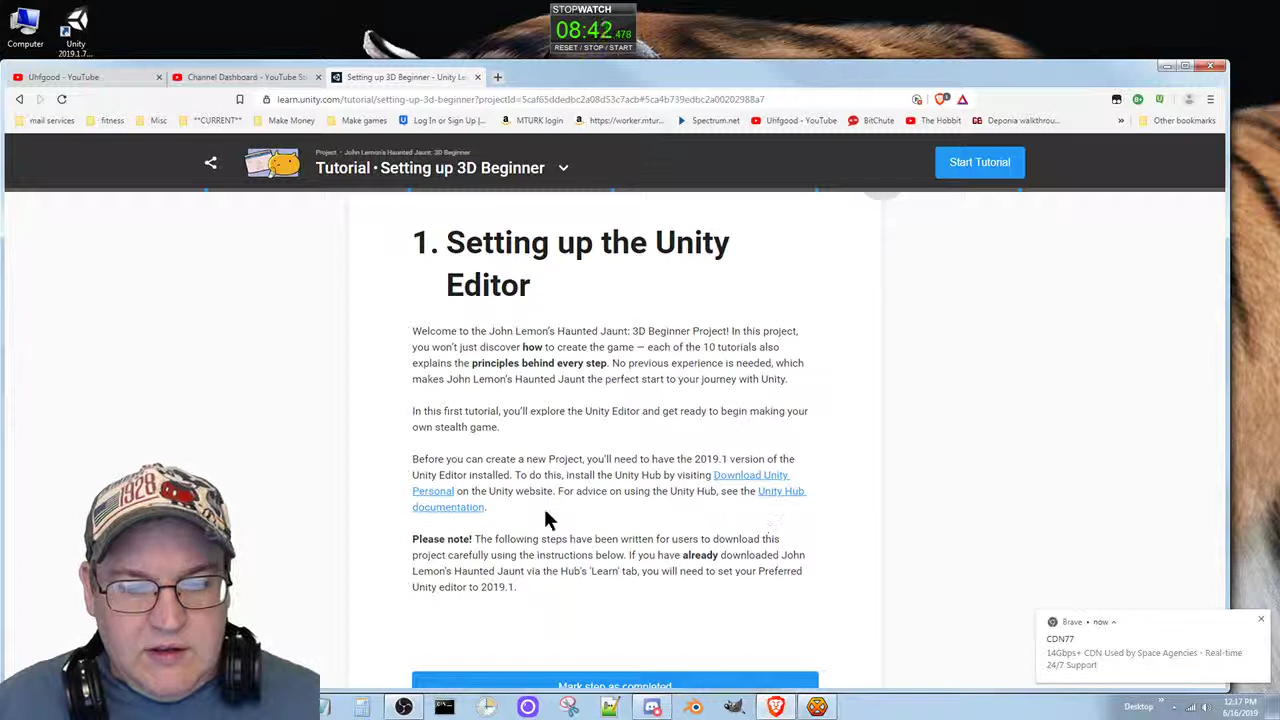 STOPWATCH
08:42.478
RESET / STOP / START
Computer
Unity
2019.1.7...
Uhfgood - YouTube
Channel Dashboard - YouTube St
Setting up 3D Beginner - Unity Le
learn.unity.com/tutorial/setting-up-3d-beginner?projectId=5caf65ddedbc2a08d53c7acb#5ca4b739edbc2a00202988a7
mail services
fitness
Misc
**CURRENT**
Make Money
Make games
Log In or Sign Up |...
MTURK login
https://worker.mtur...
Spectrum.net
Uhfgood - YouTube
BitChute
The Hobbit
Deponia walkthrou...
»
Other bookmarks
Project • John Lemon's Haunted Jaunt: 3D Beginner
Tutorial · Setting up 3D Beginner
Start Tutorial
1. Setting up the Unity
Editor
Welcome to the John Lemon's Haunted Jaunt: 3D Beginner Project! In this project,
you won't just discover how to create the game — each of the 10 tutorials also
explains the principles behind every step. No previous experience is needed, which
makes John Lemon's Haunted Jaunt the perfect start to your journey with Unity.
In this first tutorial, you'll explore the Unity Editor and get ready to begin making your
own stealth game.
Before you can create a new Project, you'll need to have the 2019.1 version of the
Unity Editor installed. To do this, install the Unity Hub by visiting Download Unity
Personal on the Unity website. For advice on using the Unity Hub, see the Unity Hub
documentation.
Please note! The following steps have been written for users to download this
project carefully using the instructions below. If you have already downloaded John
Lemon's Haunted Jaunt via the Hub's 'Learn' tab, you will need to set your Preferred
Unity editor to 2019.1.
Mark step as completed
1928
Brave • now
CDN77
14Gbps+ CDN Used by Space Agencies - Real-time
24/7 Support
Desktop
»
12:17 PM
6/16/2019